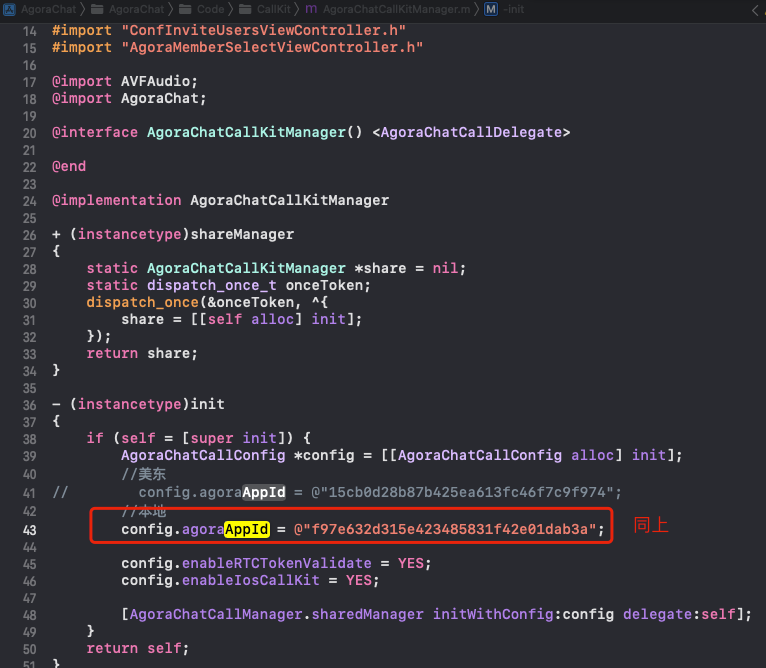 AgoraChat 〉 AgoraChat 〉 Code 〉 CallKit 〉 m AgoraChatCallKitManager.m 〉 M -init
14 #import "ConfInviteUsersViewController.h"
15 #import "AgoraMemberSelectViewController.h"
16
17 @import AVFAudio;
18 @import AgoraChat;
19
20 @interface AgoraChatCallKitManager() <AgoraChatCallDelegate>
21
22 @end
23
24 @implementation AgoraChatCallKitManager
25
26 + (instancetype)shareManager
27 {
28 static AgoraChatCallKitManager *share = nil;
29 static dispatch_once_t onceToken;
30 dispatch_once(&onceToken, ^{
31 share = [[self alloc] init];
32 });
33 return share;
34 }
35
36 - (instancetype)init
37 {
38 if (self = [super init]) {
39 AgoraChatCallConfig *config = [[AgoraChatCallConfig alloc] init];
40 //美东
41 // config.agoraAppId = @"15cb0d28b87b425ea613fc46f7c9f974";
42 //本地
43 config.agoraAppId = @"f97e632d315e423485831f42e01dab3a"; 同上
44
45 config.enableRTCTokenValidate = YES;
46 config.enableIosCallKit = YES;
47
48 [AgoraChatCallManager.sharedManager initWithConfig:config delegate:self];
49 }
50 return self;
51 }